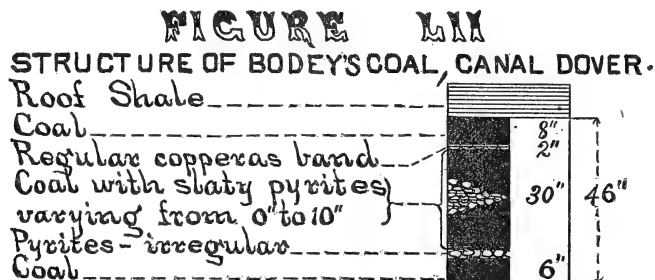 FIGURE LII
STRUCTURE OF BODEY'S COAL, CANAL DOVER.
Roof Shale
Coal
8"
Regular copperas band
2"
Coal with slaty pyrites
varying from 0" to 10"
30"
46"
Pyrites - irregular
Coal
6"